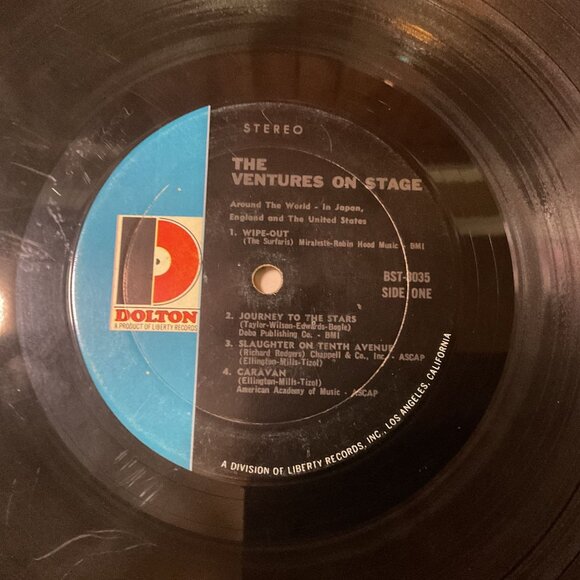 STEREO
THE
VENTURES ON STAGE
Around The World - in Japan,
England and The United States
1. WIPE-OUT
(The Surfaris) Miraleste-Robin Hood Music - BMI
BST-8035
SIDE ONE
2. JOURNEY TO THE STARS
(Taylor-Wilson-Edwards-Bogle)
Doba Publishing Co. - BMI
3. SLAUGHTER ON TENTH AVENUE
(Richard Rodgers) Chappell & Co., Inc. - ASCAP
(Ellington-Mills-Tizol)
4. CARAVAN
(Ellington-Mills-Tizol)
American Academy of Music - ASCAP
DOLTON
A PRODUCT OF LIBERTY RECORDS
A DIVISION OF LIBERTY RECORDS, INC., LOS ANGELES, CALIFORNIA